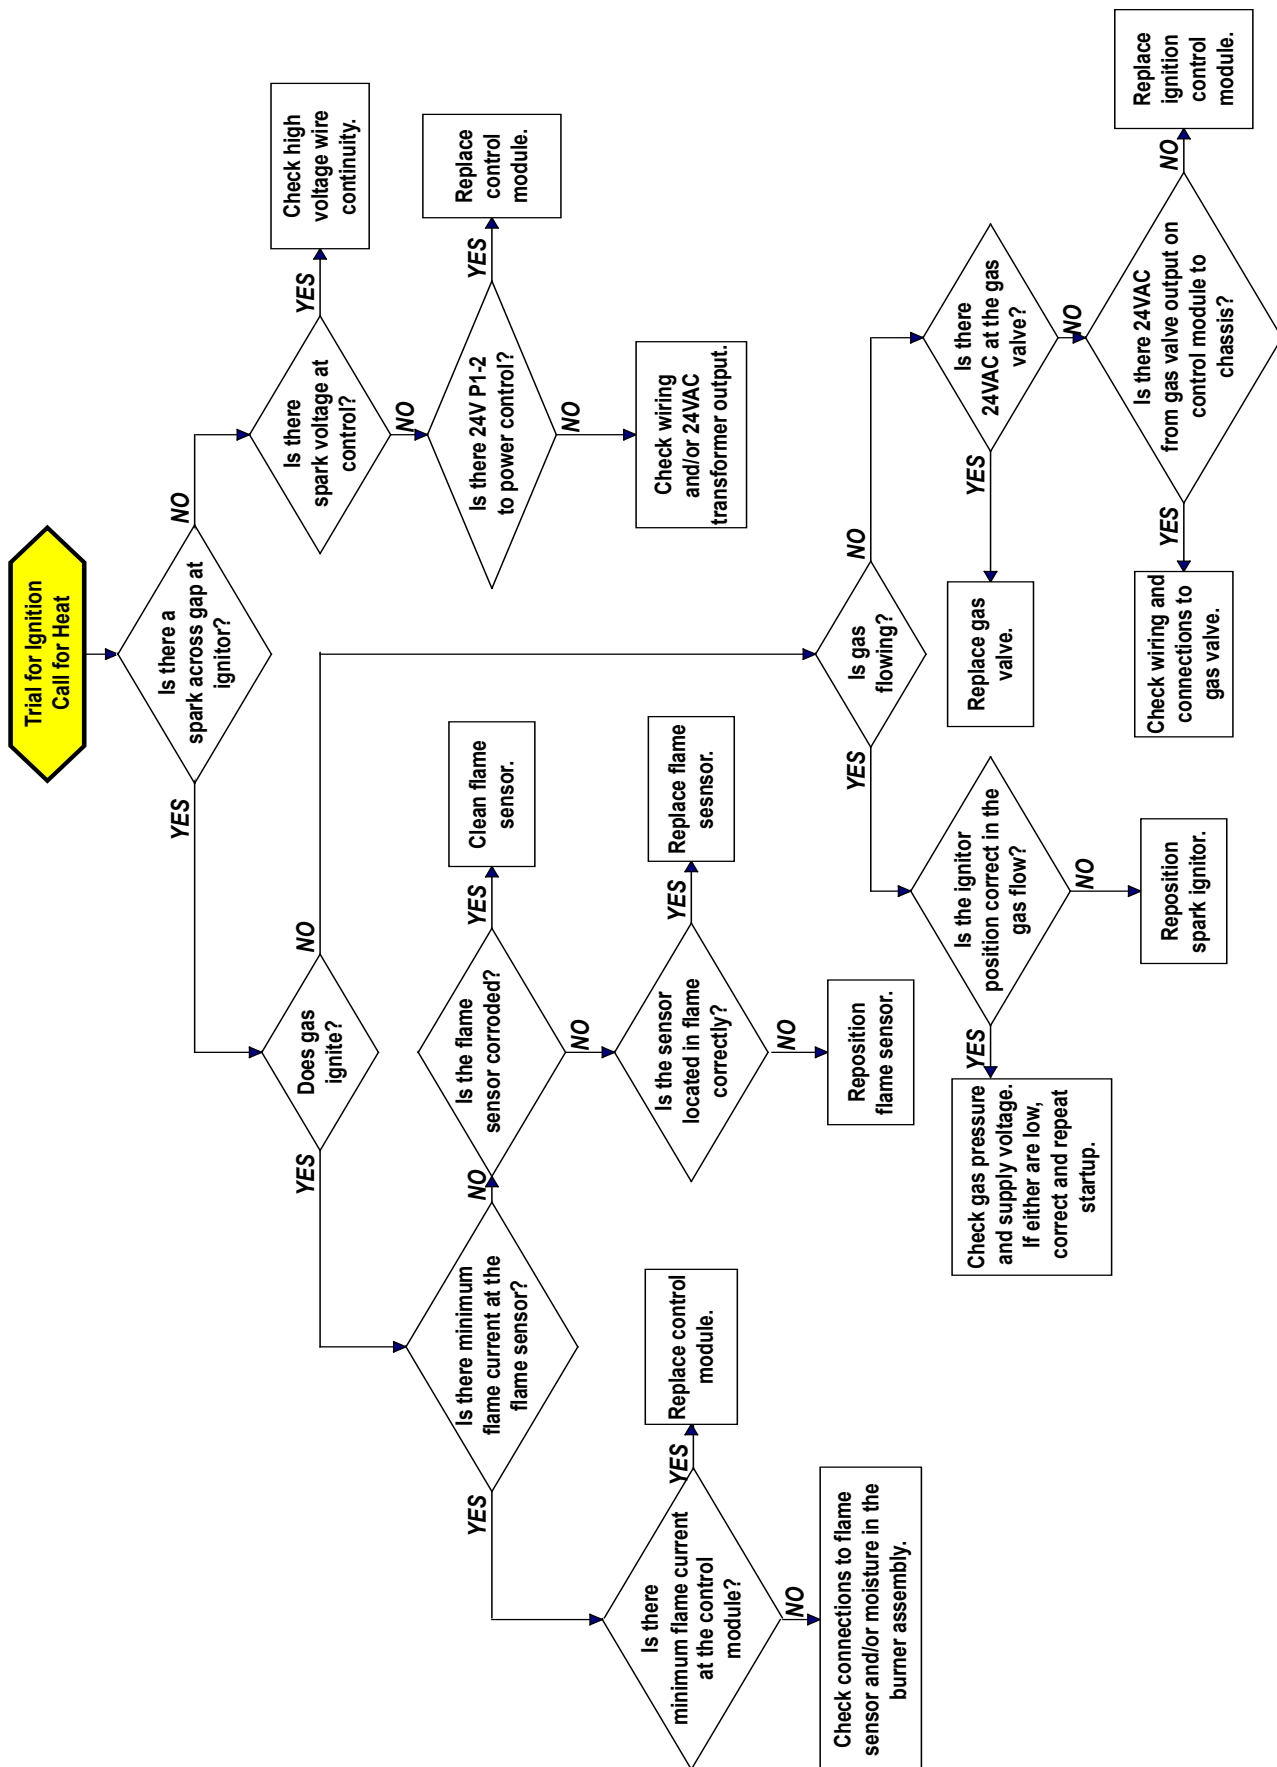 Trial for Ignition
Call for Heat
Is there a
spark across gap at
ignitor?
YES
NO
Is there
spark voltage at
control?
YES
Check high
voltage wire
continuity.
NO
Is there 24V P1-2
to power control?
YES
Replace
control
module.
NO
Check wiring
and/or 24VAC
transformer output.
Does gas
ignite?
YES
NO
Is there minimum
flame current at the
flame sensor?
YES
NO
Is the flame
sensor corroded?
YES
Clean flame
sensor.
NO
Is the sensor
located in flame
correctly?
YES
Replace flame
sesnsor.
NO
Reposition
flame sensor.
Is there
minimum flame current
at the control
module?
YES
Replace control
module.
NO
Check connections to flame
sensor and/or moisture in the
burner assembly.
Is gas
flowing?
YES
NO
Is the ignitor
position correct in the
gas flow?
YES
Check gas pressure
and supply voltage.
If either are low,
correct and repeat
startup.
NO
Reposition
spark ignitor.
Is there
24VAC at the gas
valve?
YES
Replace gas
valve.
NO
Is there 24VAC
from gas valve output on
control module to
chassis?
YES
Check wiring and
connections to
gas valve.
NO
Replace
ignition
control
module.